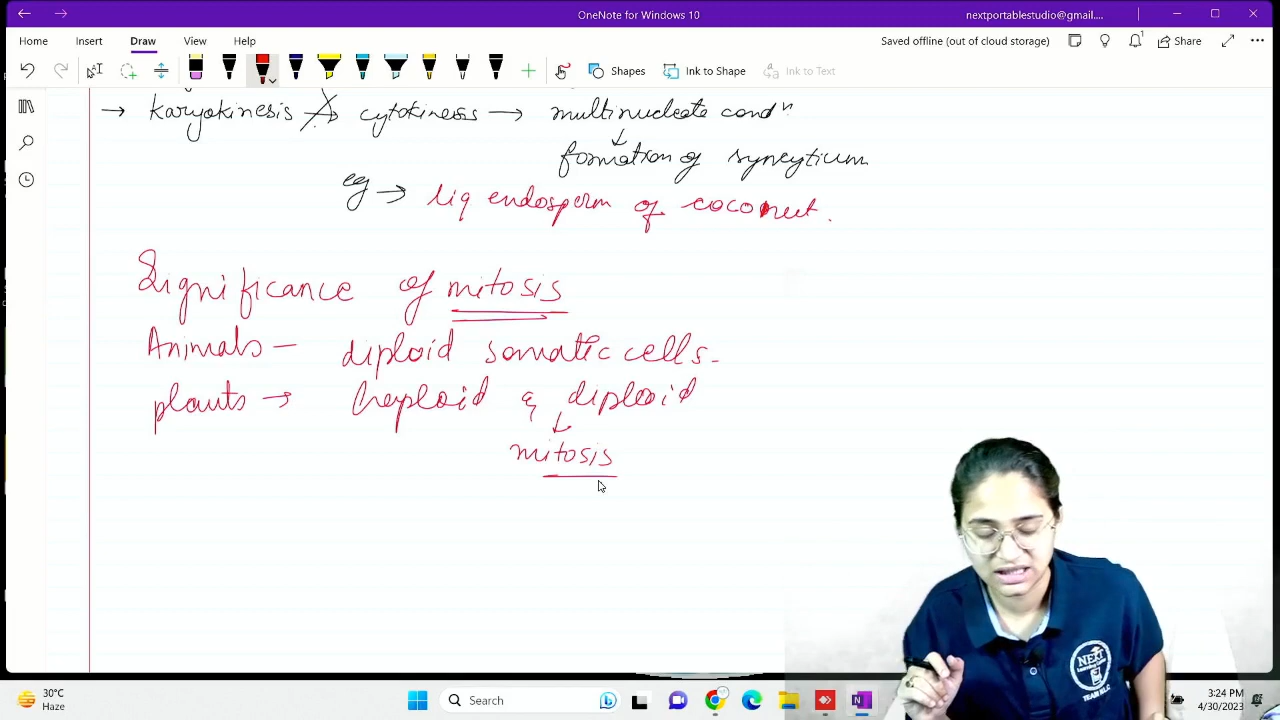 OneNote for Windows 10
nextportablestudio@gmail....
Home Insert Draw View Help
Saved offline (out of cloud storage)
Share
Shapes
Ink to Shape
Ink to Text
→ karyokinesis cytokinesis → multinucleate condⁿ
↓
formation of syncytium
eg → liq endosperm of coconut.
Significance of mitosis
Animals – diploid somatic cells.
plants → haploid & diploid
↓
mitosis
NEXT
TEAM NLC
30°C
Haze
Search
3:24 PM
4/30/2023